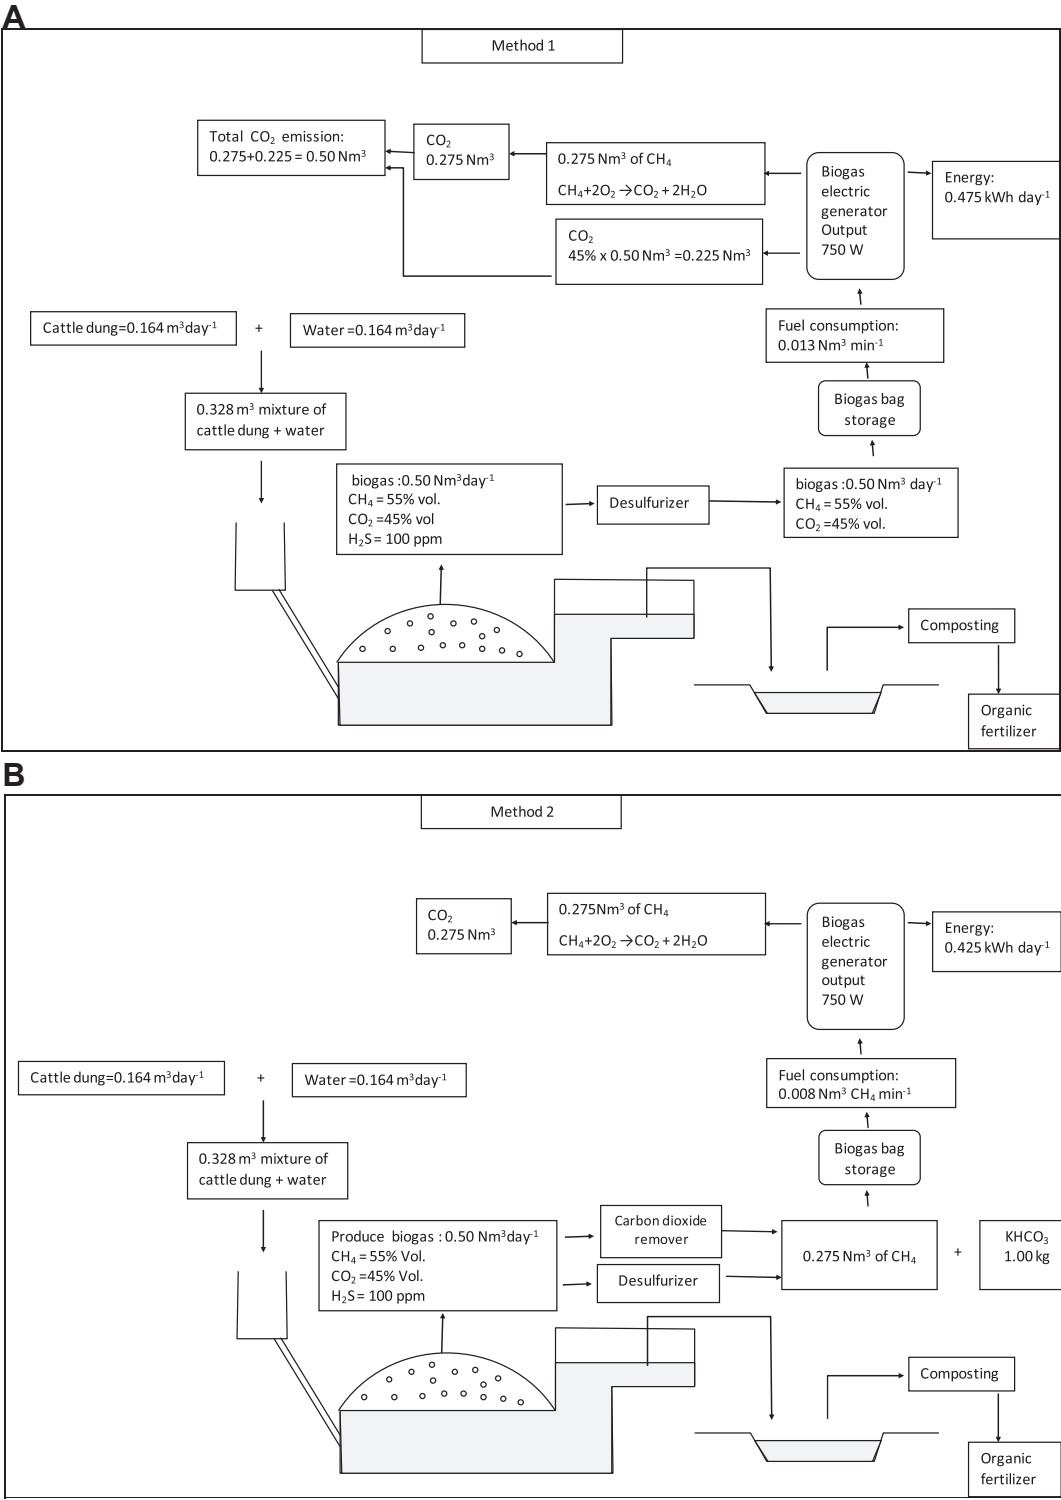 A
Method 1
Total CO₂ emission:
0.275+0.225 = 0.50 Nm³
CO₂
0.275 Nm³
0.275 Nm³ of CH₄
CH₄+2O₂ →CO₂ + 2H₂O
CO₂
45% x 0.50 Nm³ =0.225 Nm³
Biogas
electric
generator
Output
750 W
Energy:
0.475 kWh day⁻¹
Cattle dung=0.164 m³day⁻¹
+
Water =0.164 m³day⁻¹
Fuel consumption:
0.013 Nm³ min⁻¹
0.328 m³ mixture of
cattle dung + water
Biogas bag
storage
biogas :0.50 Nm³day⁻¹
CH₄ = 55% vol.
CO₂ =45% vol
H₂S = 100 ppm
Desulfurizer
biogas :0.50 Nm³ day⁻¹
CH₄ = 55% vol.
CO₂ =45% vol.
Composting
Organic
fertilizer
B
Method 2
CO₂
0.275 Nm³
0.275Nm³ of CH₄
CH₄+2O₂ →CO₂ + 2H₂O
Biogas
electric
generator
output
750 W
Energy:
0.425 kWh day⁻¹
Cattle dung=0.164 m³day⁻¹
+
Water =0.164 m³day⁻¹
Fuel consumption:
0.008 Nm³ CH₄ min⁻¹
0.328 m³ mixture of
cattle dung + water
Biogas bag
storage
Produce biogas : 0.50 Nm³day⁻¹
CH₄ = 55% Vol.
CO₂ =45% Vol.
H₂S = 100 ppm
Carbon dioxide
remover
Desulfurizer
0.275 Nm³ of CH₄
+
KHCO₃
1.00 kg
Composting
Organic
fertilizer